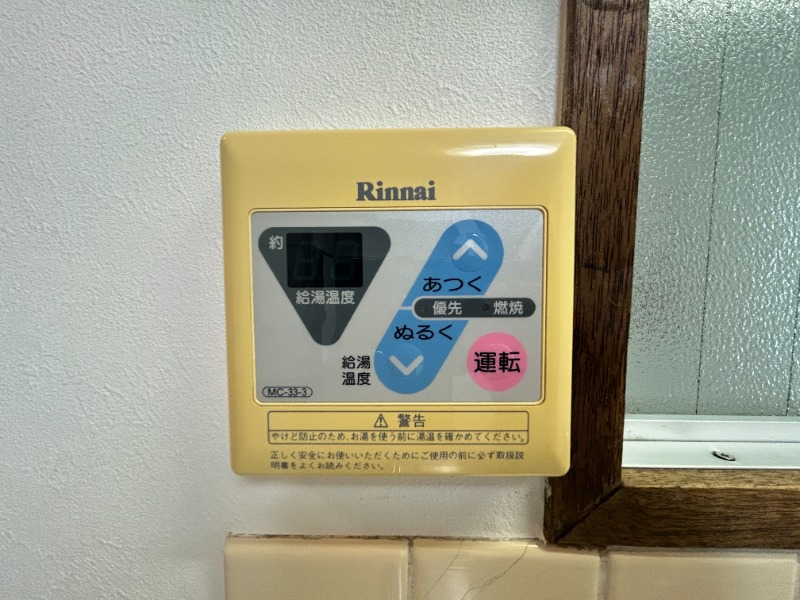 Rinnai
約
給湯温度
あつく
優先 燃焼
ぬるく
給湯
温度
運転
MC-33-3
警告
やけど防止のため、お湯を使う前に湯温を確かめてください。
正しく安全にお使いいただくためにご使用の前に必ず取扱説
明書をよくお読みください。